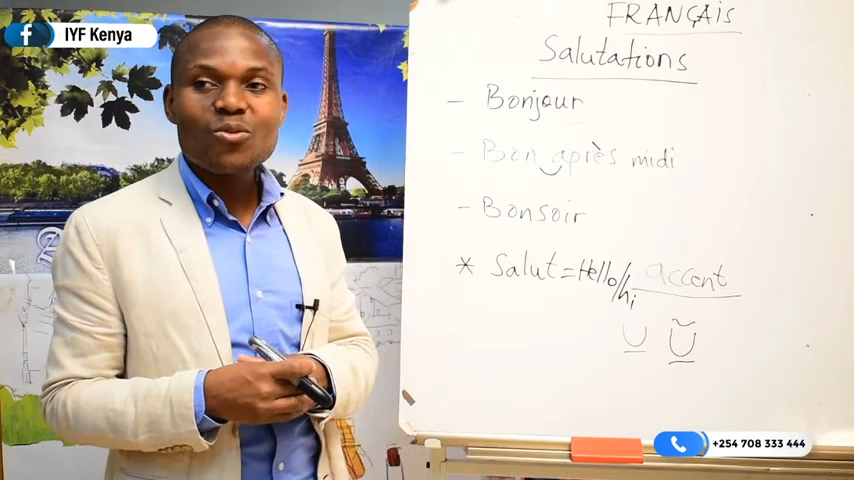 IYF Kenya
FRANÇAIS
Salutations
- Bonjour
- Bon après midi
- Bonsoir
* Salut = Hello/hi
accent
+254 708 333 444